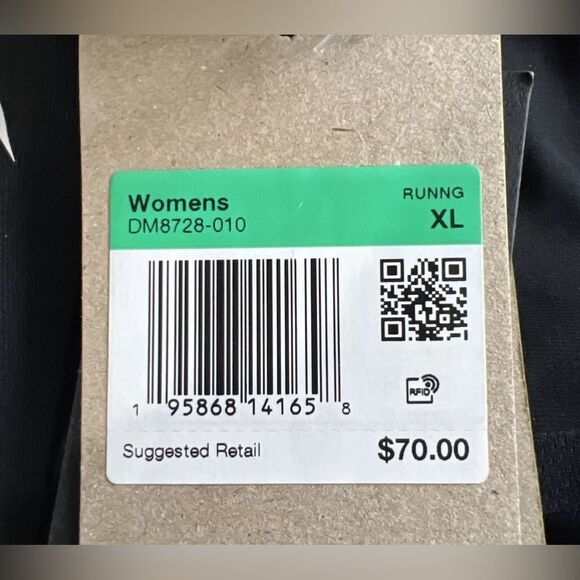 Womens
RUNNG
DM8728-010
XL
1 95868 14165 8
RFID
Suggested Retail
$70.00